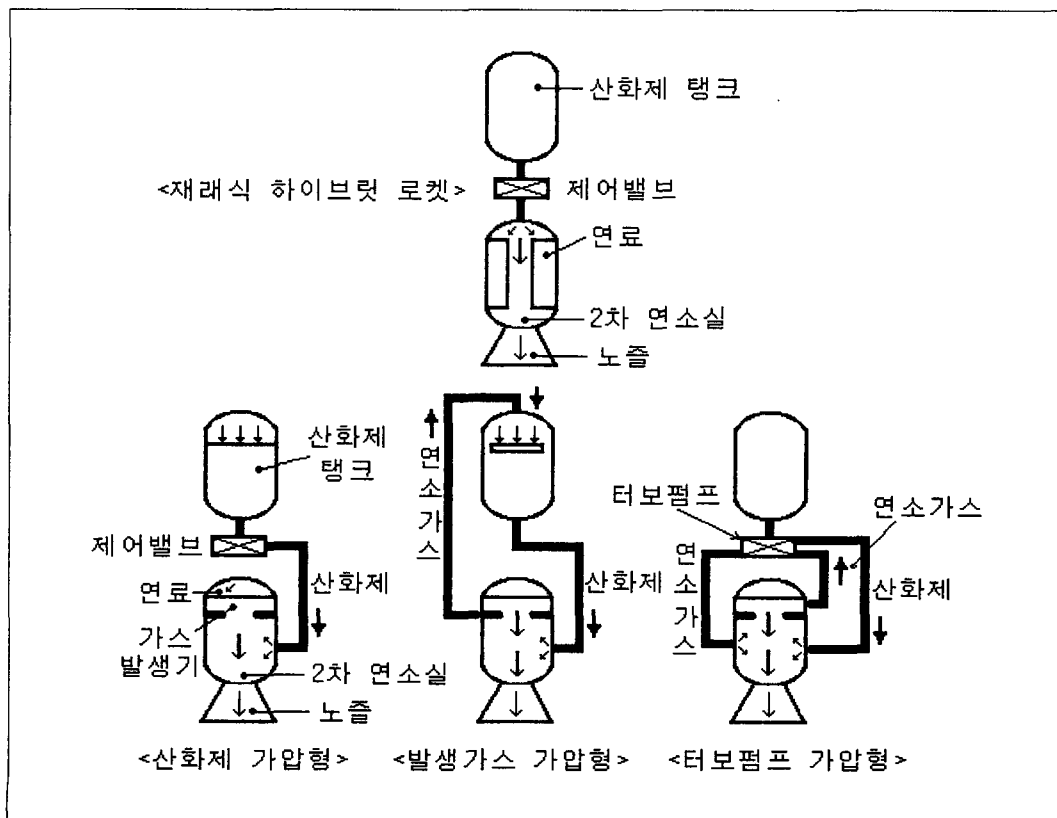 산화제 탱크
<재래식 하이브릿 로켓>
제어밸브
연료
2차 연소실
노즐
산화제
탱크
제어밸브
연료
산화제
가스
발생기
2차 연소실
노즐
<산화제 가압형>
연소가스
산화제
<발생가스 가압형>
터보펌프
연소가스
연소가스
산화제
<터보펌프 가압형>